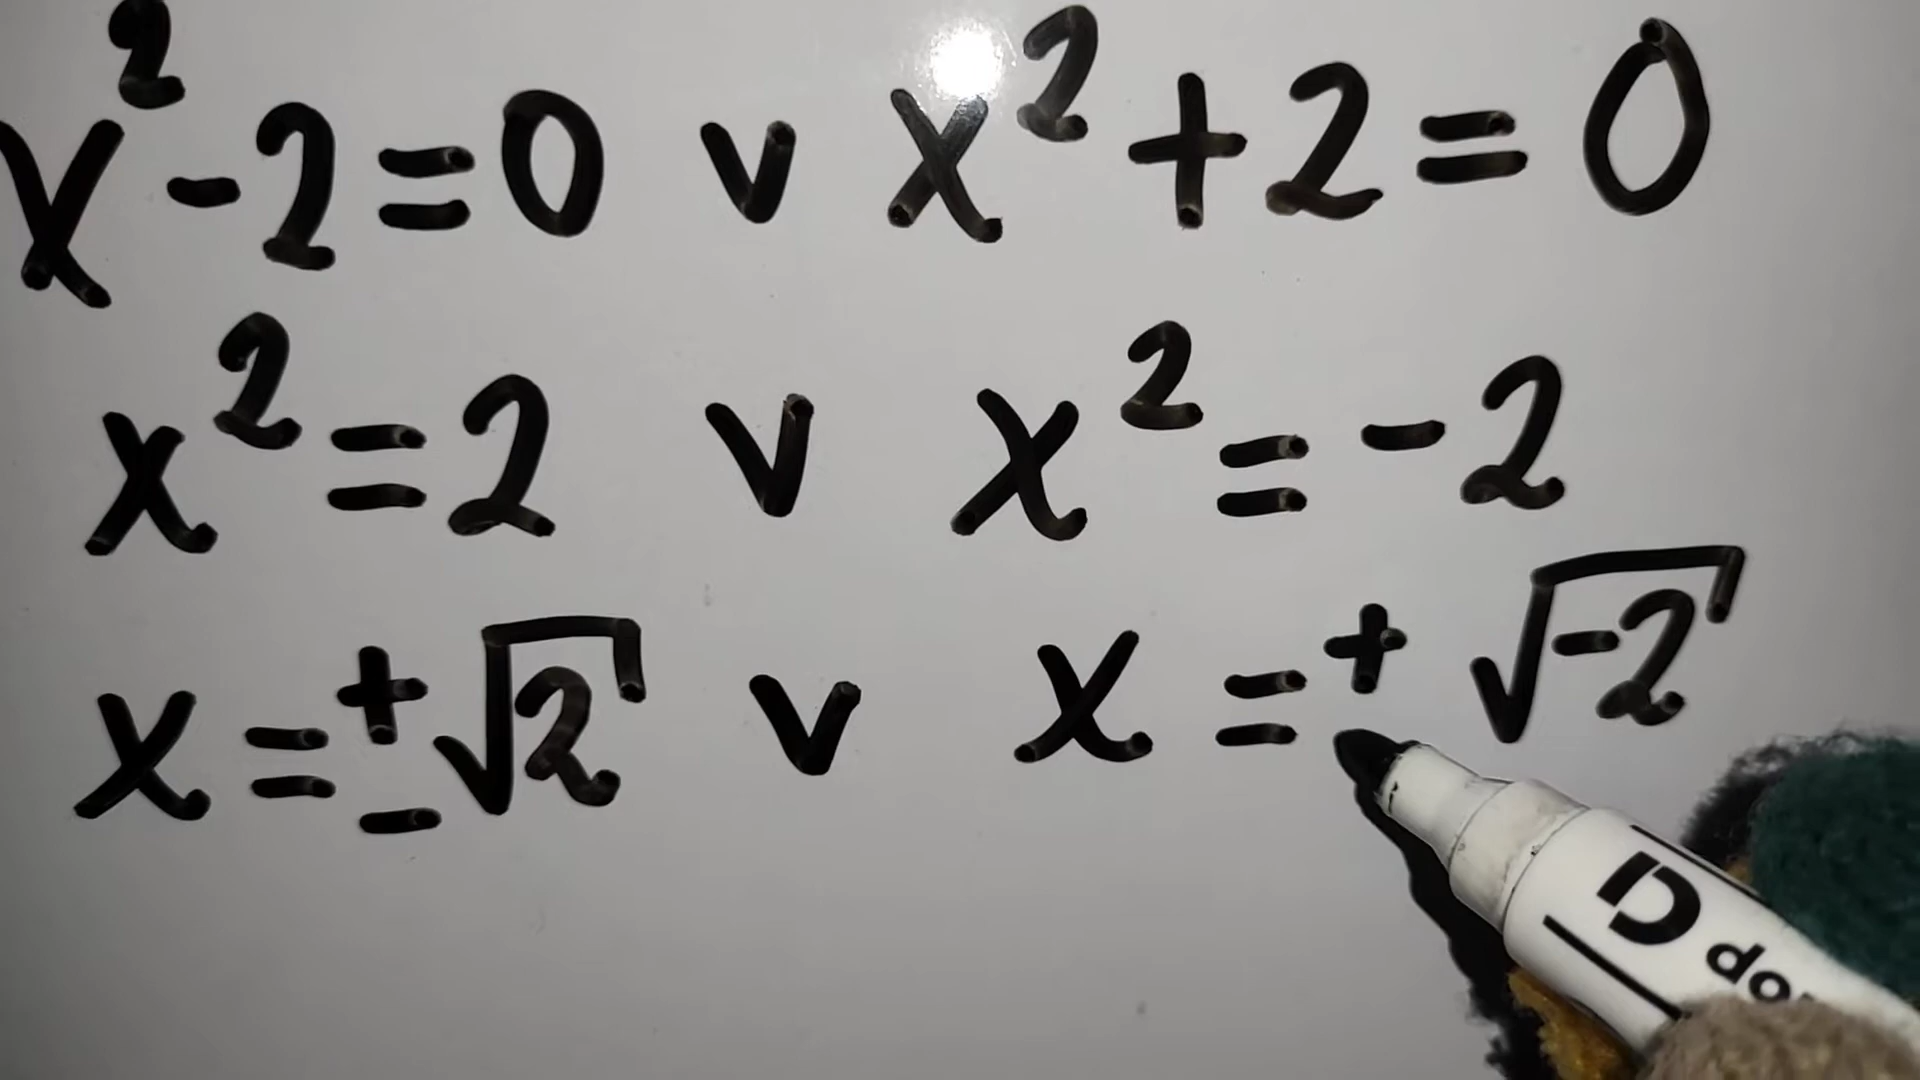 x²-2=0 v x²+2=0
x²=2 v x²=-2
x=±√2 v x=+√-2
D